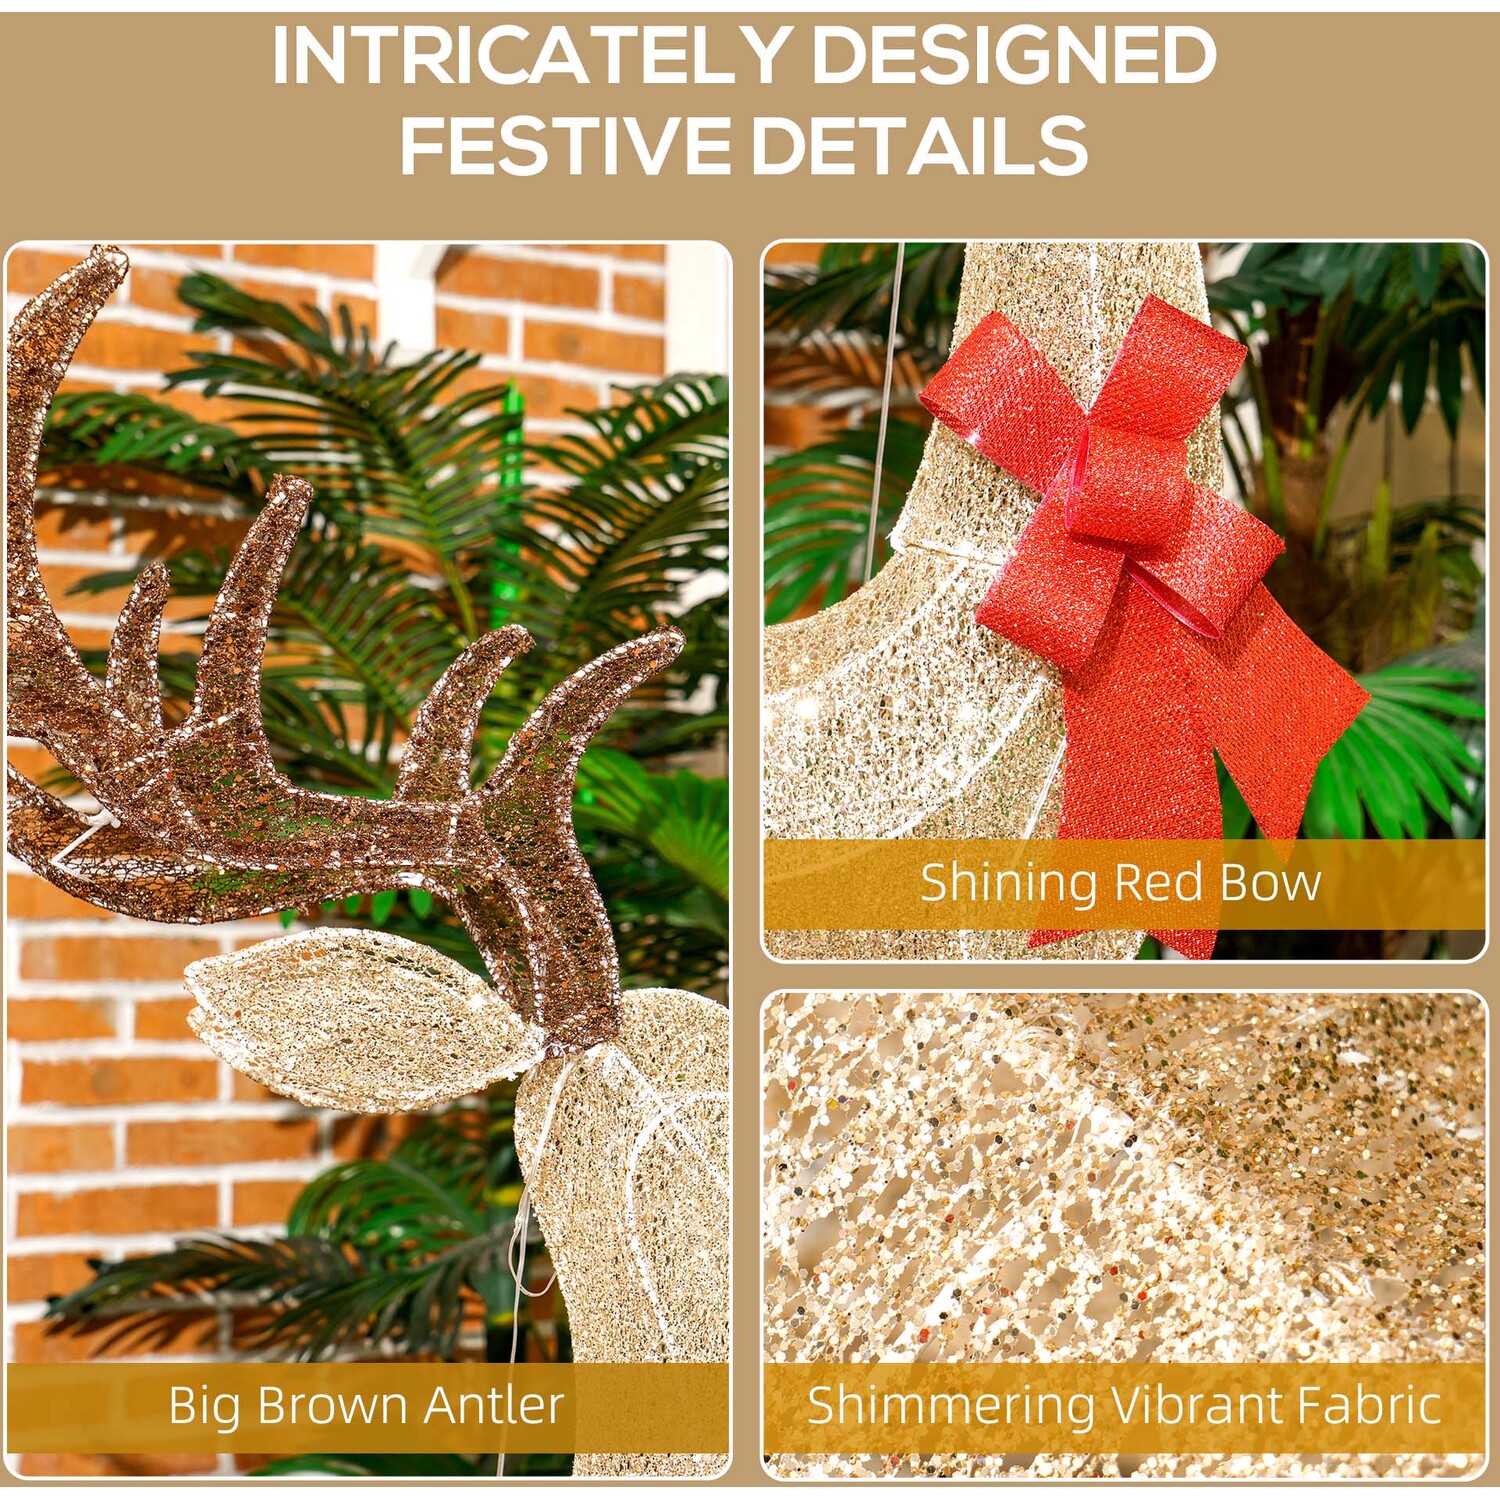 INTRICATELY DESIGNED
FESTIVE DETAILS
Big Brown Antler
Shining Red Bow
Shimmering Vibrant Fabric